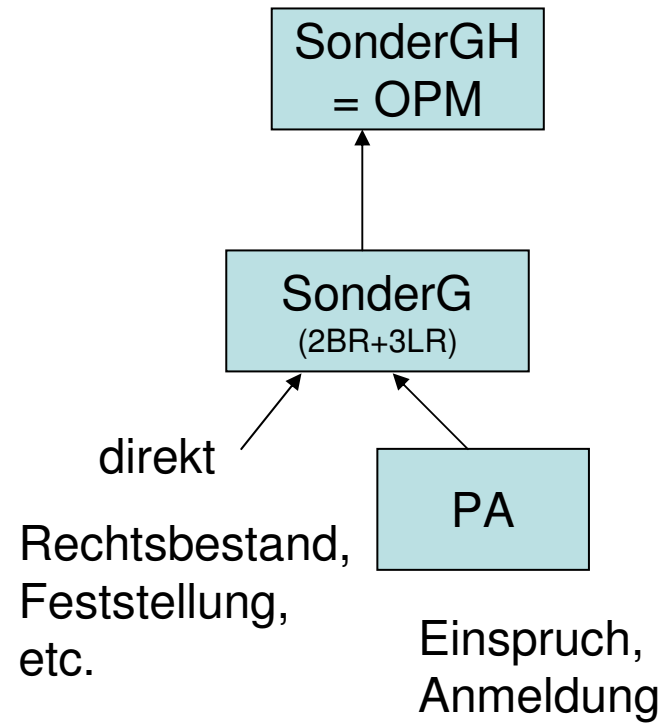 SonderGH
= OPM
SonderG
(2BR+3LR)
direkt
PA
Rechtsbestand,
Feststellung,
etc.
Einspruch,
Anmeldung